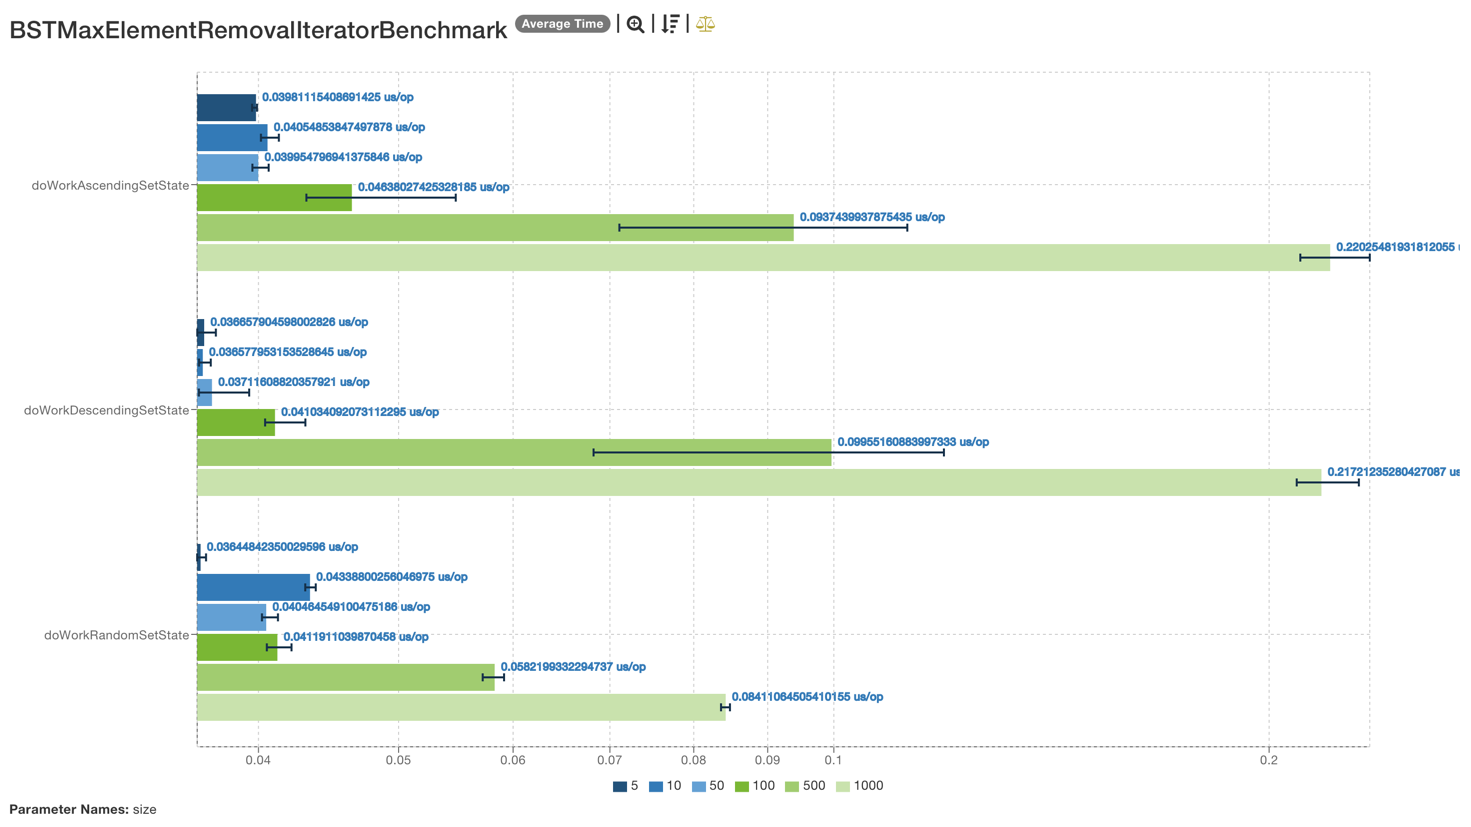 BSTMaxElementRemovalIteratorBenchmark Average Time
0.03981115408691425 us/op
0.04054853847497878 us/op
0.039954796941375846 us/op
doWorkAscendingSetState
0.04638027425328185 us/op
0.0937439937875435 us/op
0.22025481931812055
0.036657904598002826 us/op
0.036577953153528645 us/op
0.03711608820357921 us/op
doWorkDescendingSetState
0.041034092073112295 us/op
0.09955160883997333 us/op
0.21721235280427087 us
0.03644842350029596 us/op
0.04338800256046975 us/op
0.040464549100475186 us/op
doWorkRandomSetState
0.0411911039870458 us/op
0.0582199332294737 us/op
0.08411064505410155 us/op
0.04 0.05 0.06 0.07 0.08 0.09 0.1 0.2
5 10 50 100 500 1000
Parameter Names: size